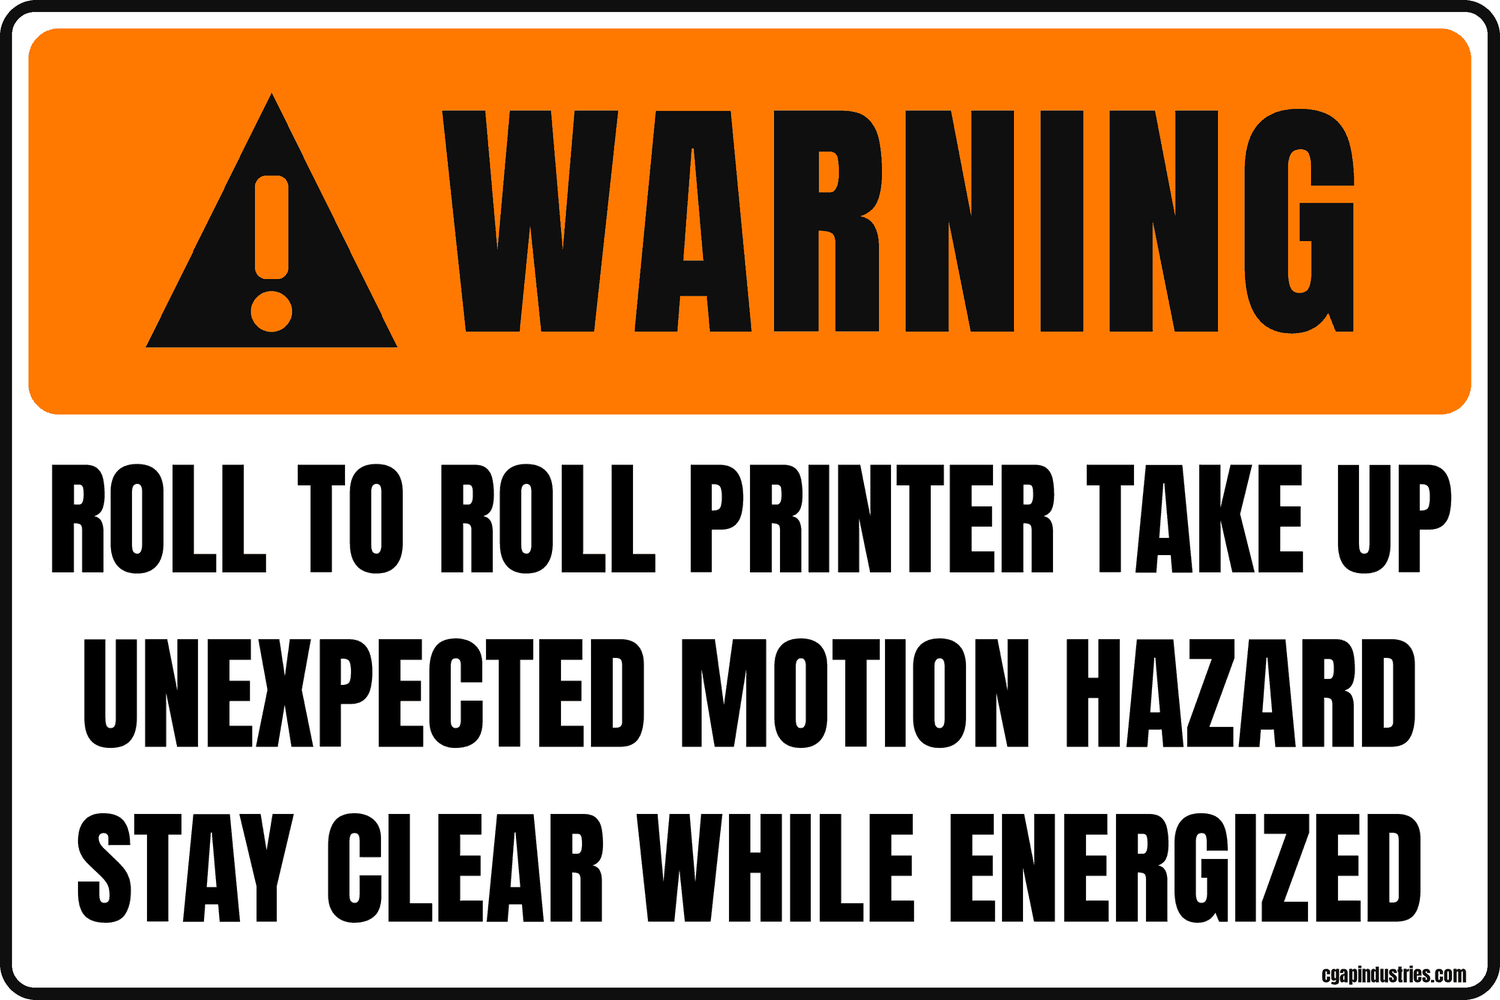 WARNING
ROLL TO ROLL PRINTER TAKE UP
UNEXPECTED MOTION HAZARD
STAY CLEAR WHILE ENERGIZED
cgapindustries.com